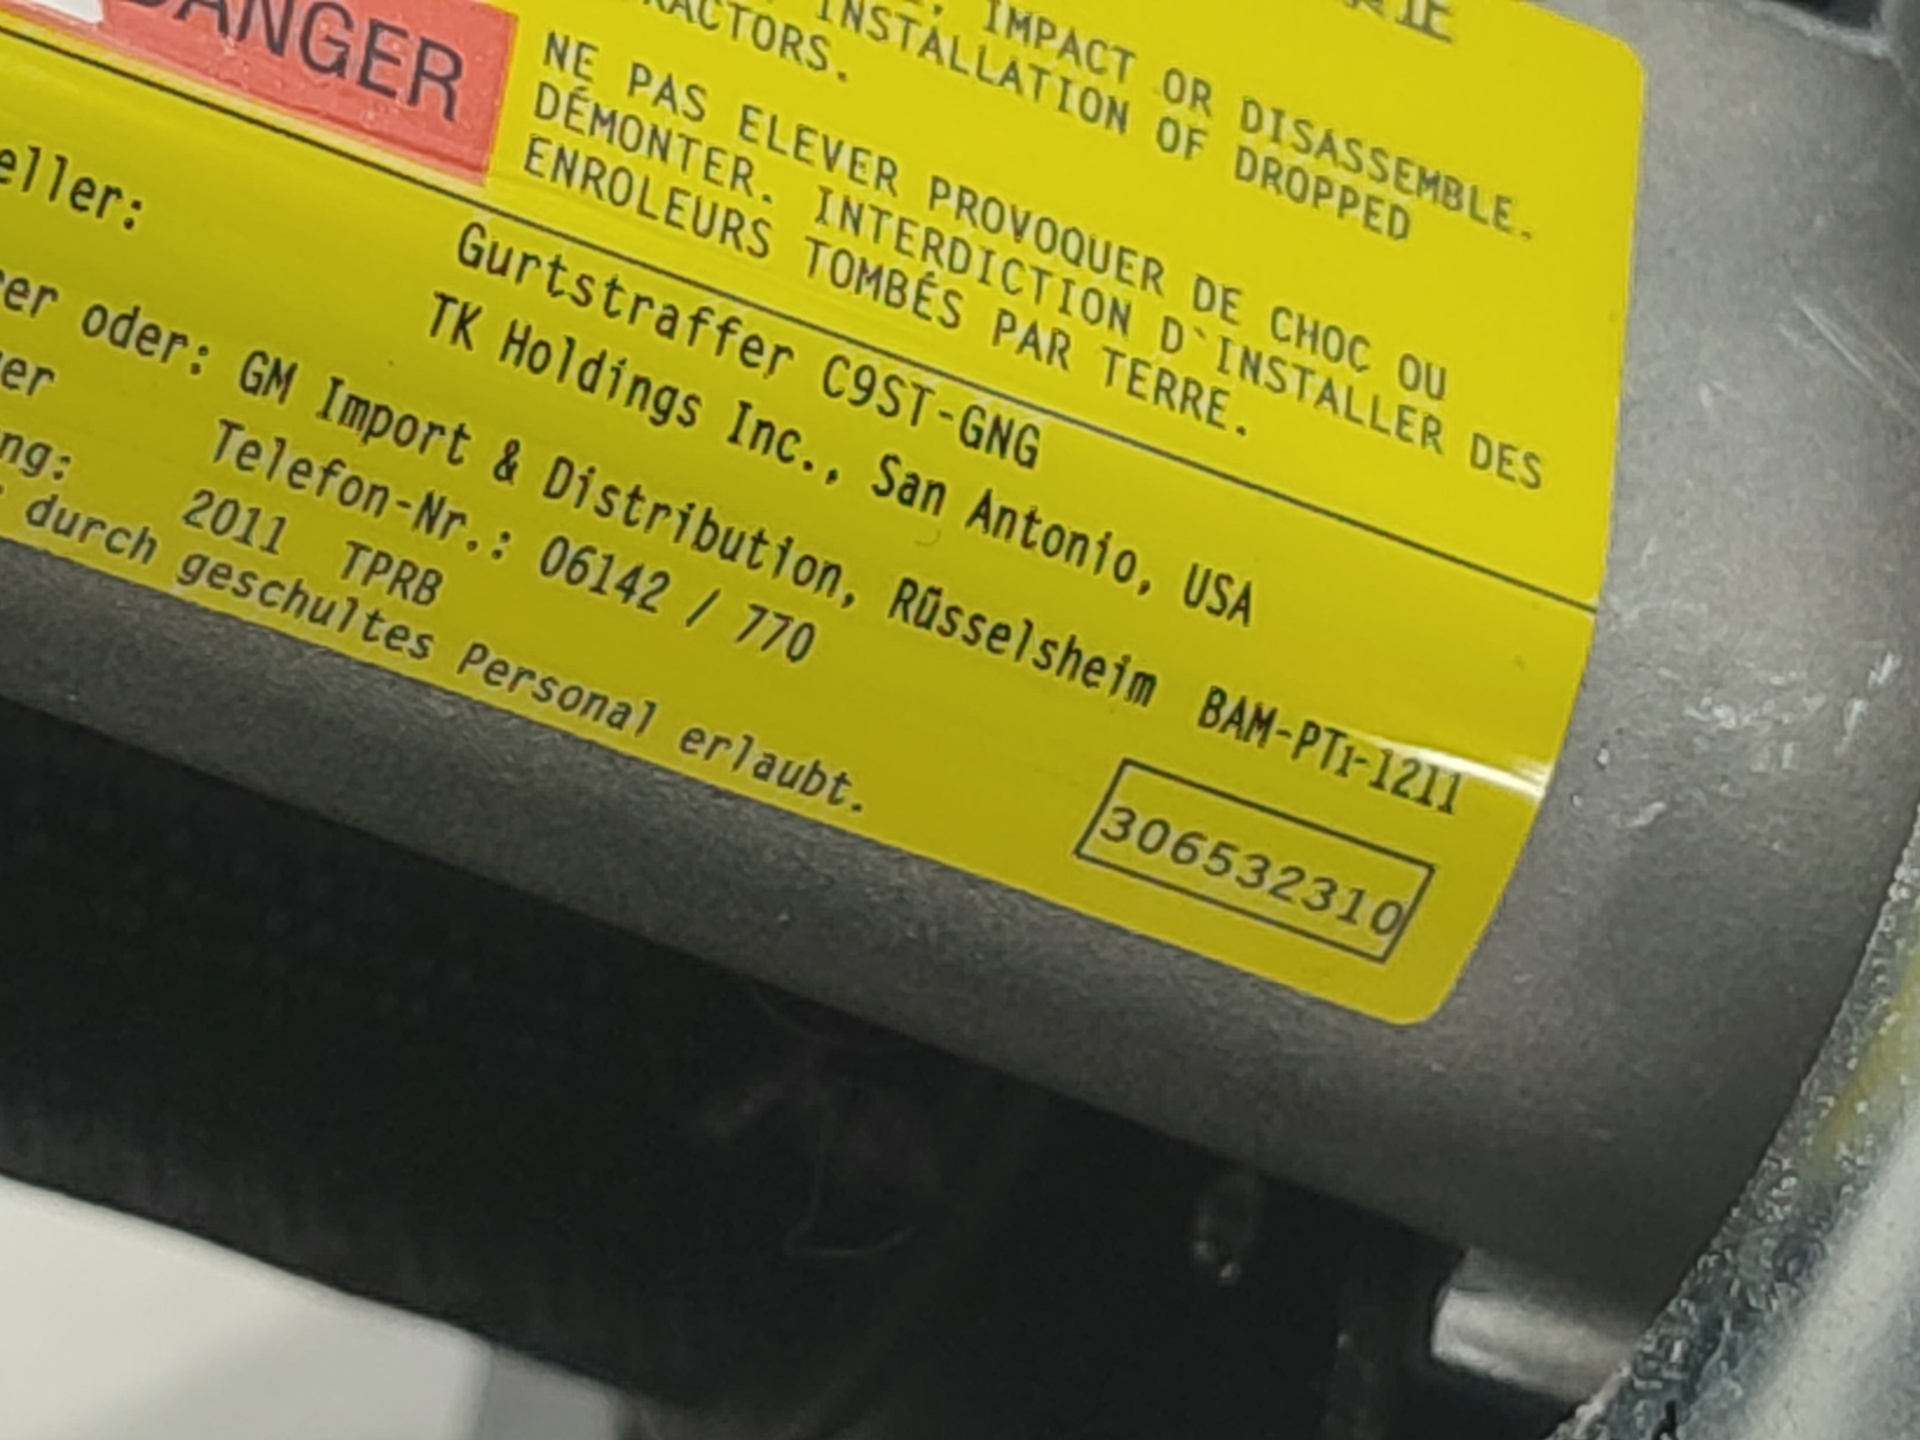 DANGER
IMPACT OR DISASSEMBLE.
INSTALLATION OF DROPPED
RACTORS.
NE PAS ELEVER PROVOQUER DE CHOC OU
DÉMONTER. INTERDICTION D`INSTALLER DES
ENROLEURS TOMBÉS PAR TERRE.
eller:
Gurtstraffer C9ST-GNG
TK Holdings Inc., San Antonio, USA
rer oder: GM Import & Distribution, Rüsselsheim BAM-PT1-1211
er
Telefon-Nr.: 06142 / 770
ng:
2011 TPRB
durch geschultes Personal erlaubt.
306532310